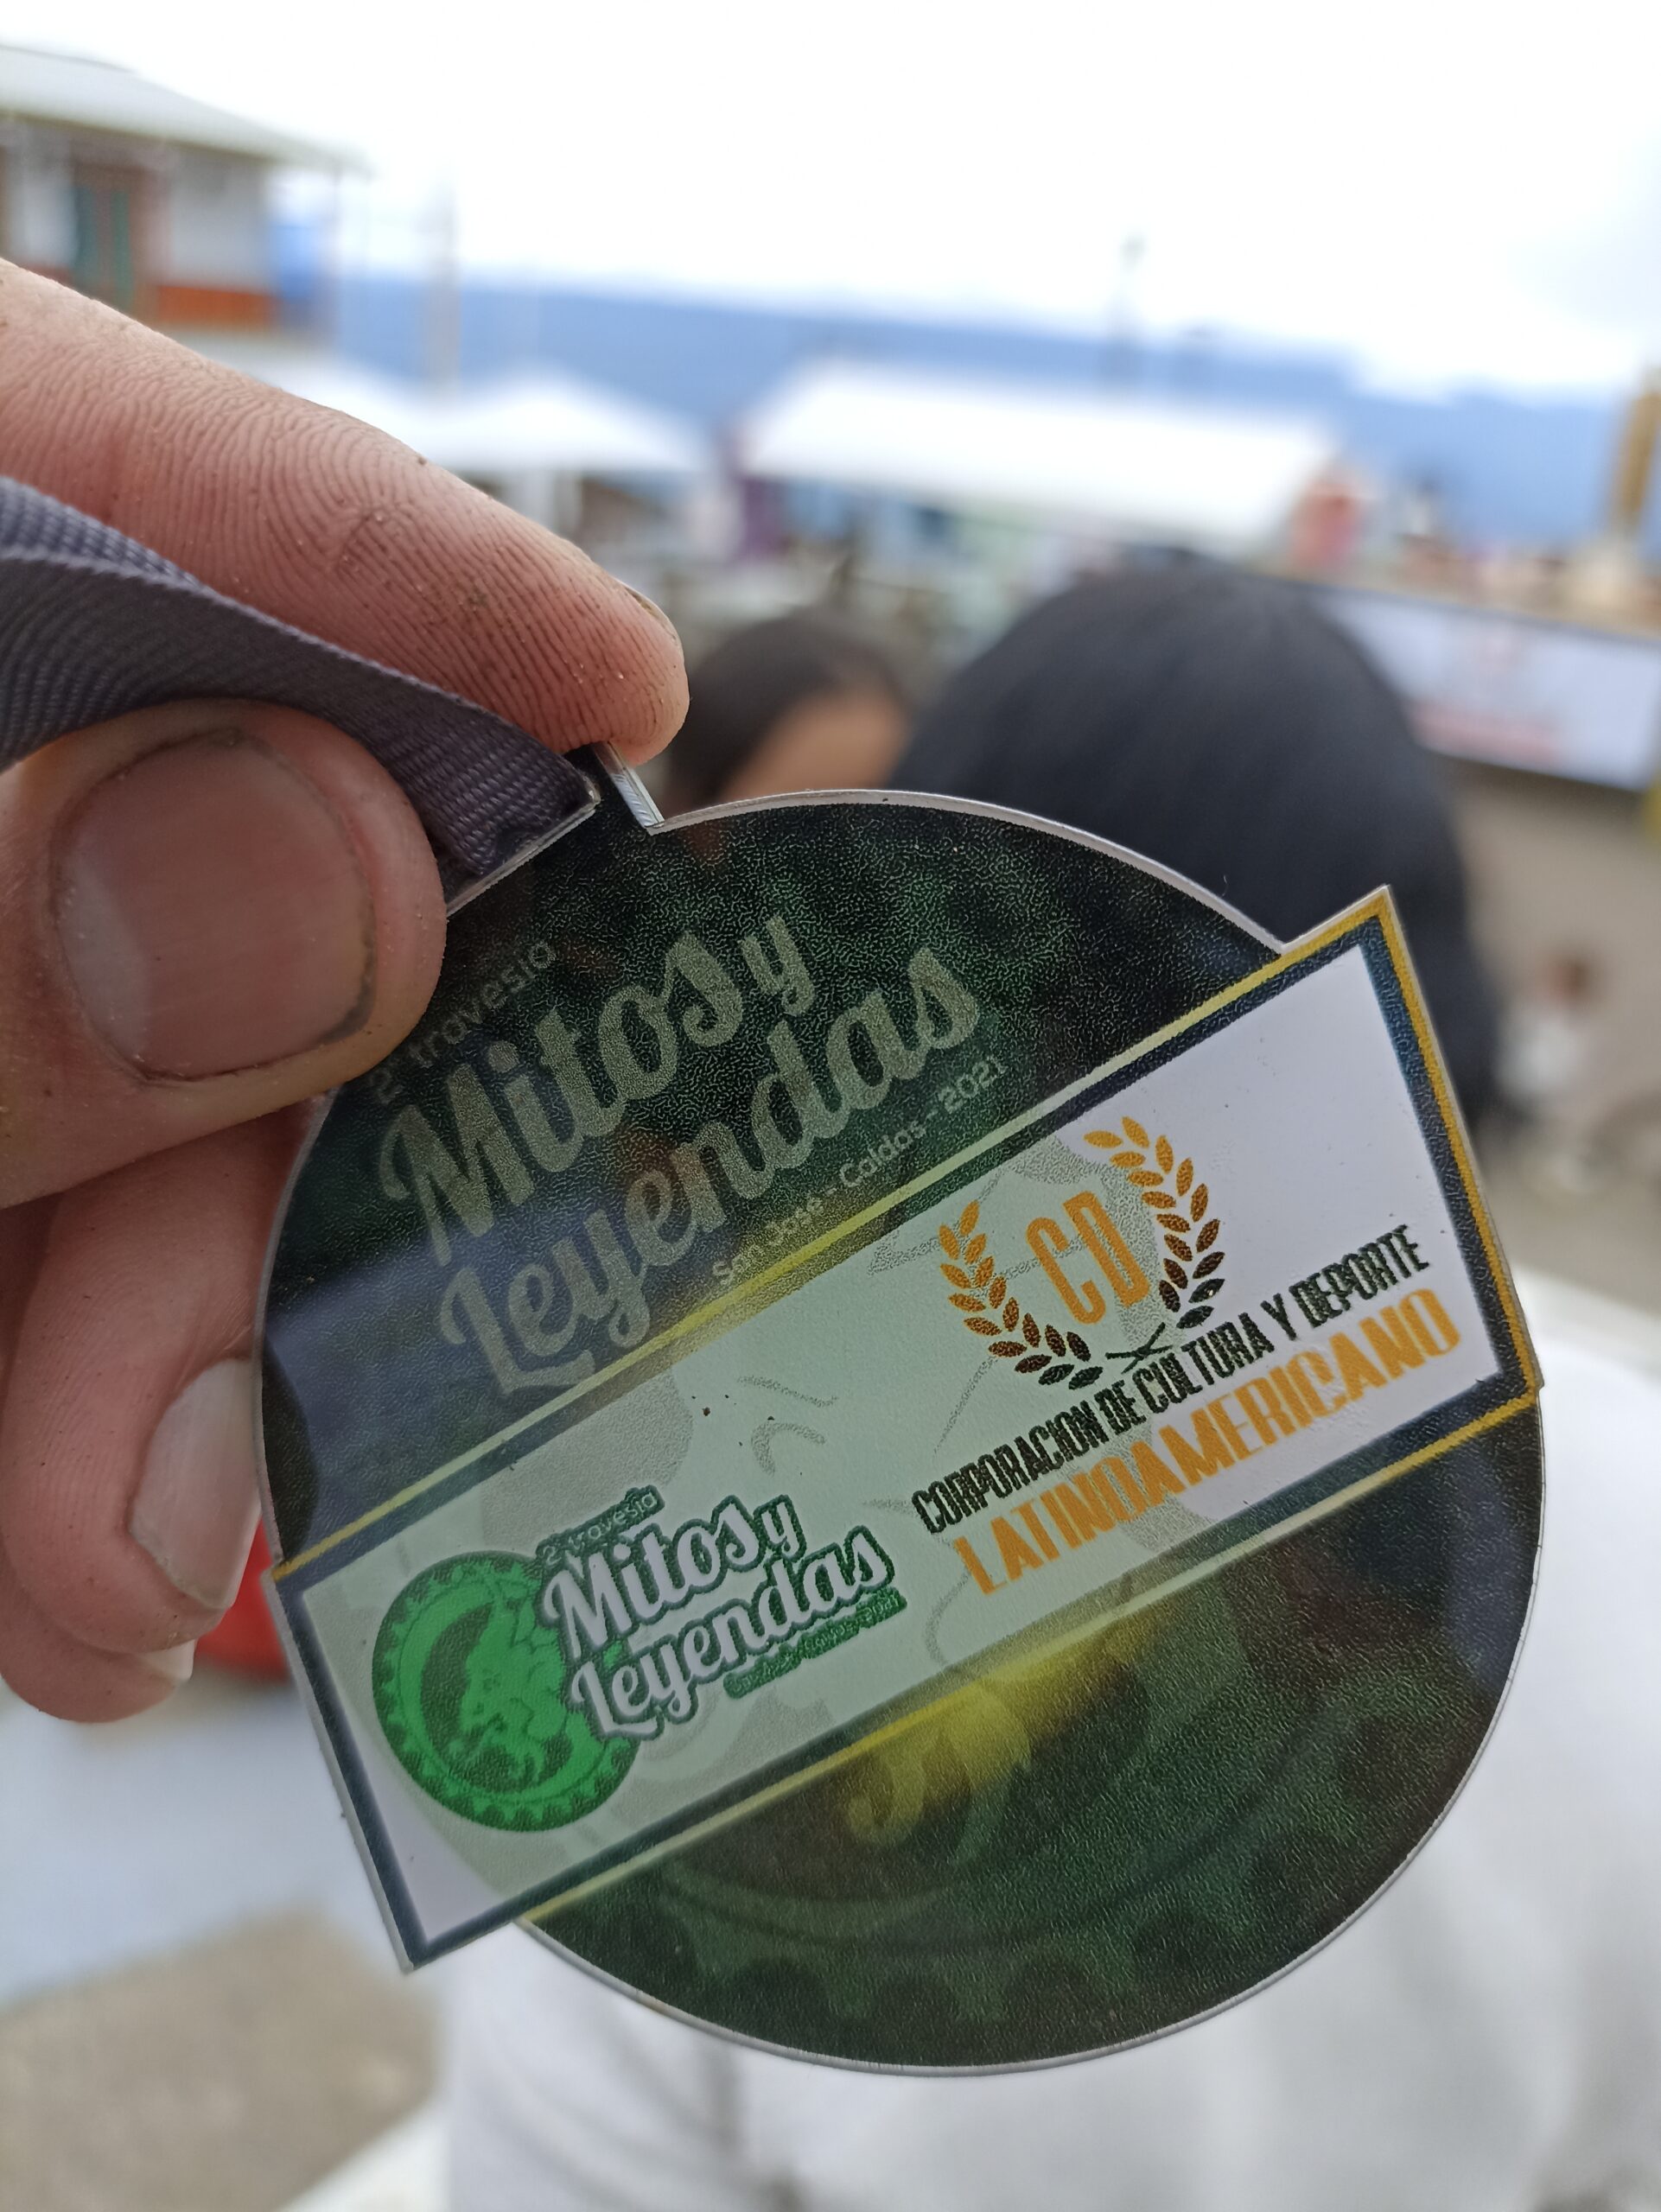 2ª travesía
Mitos y
Leyendas
San José - Caldas - 2021
CD
CORPORACION DE CULTURA Y DEPORTE
LATINOAMERICANO
2ª travesía
Mitos y
Leyendas